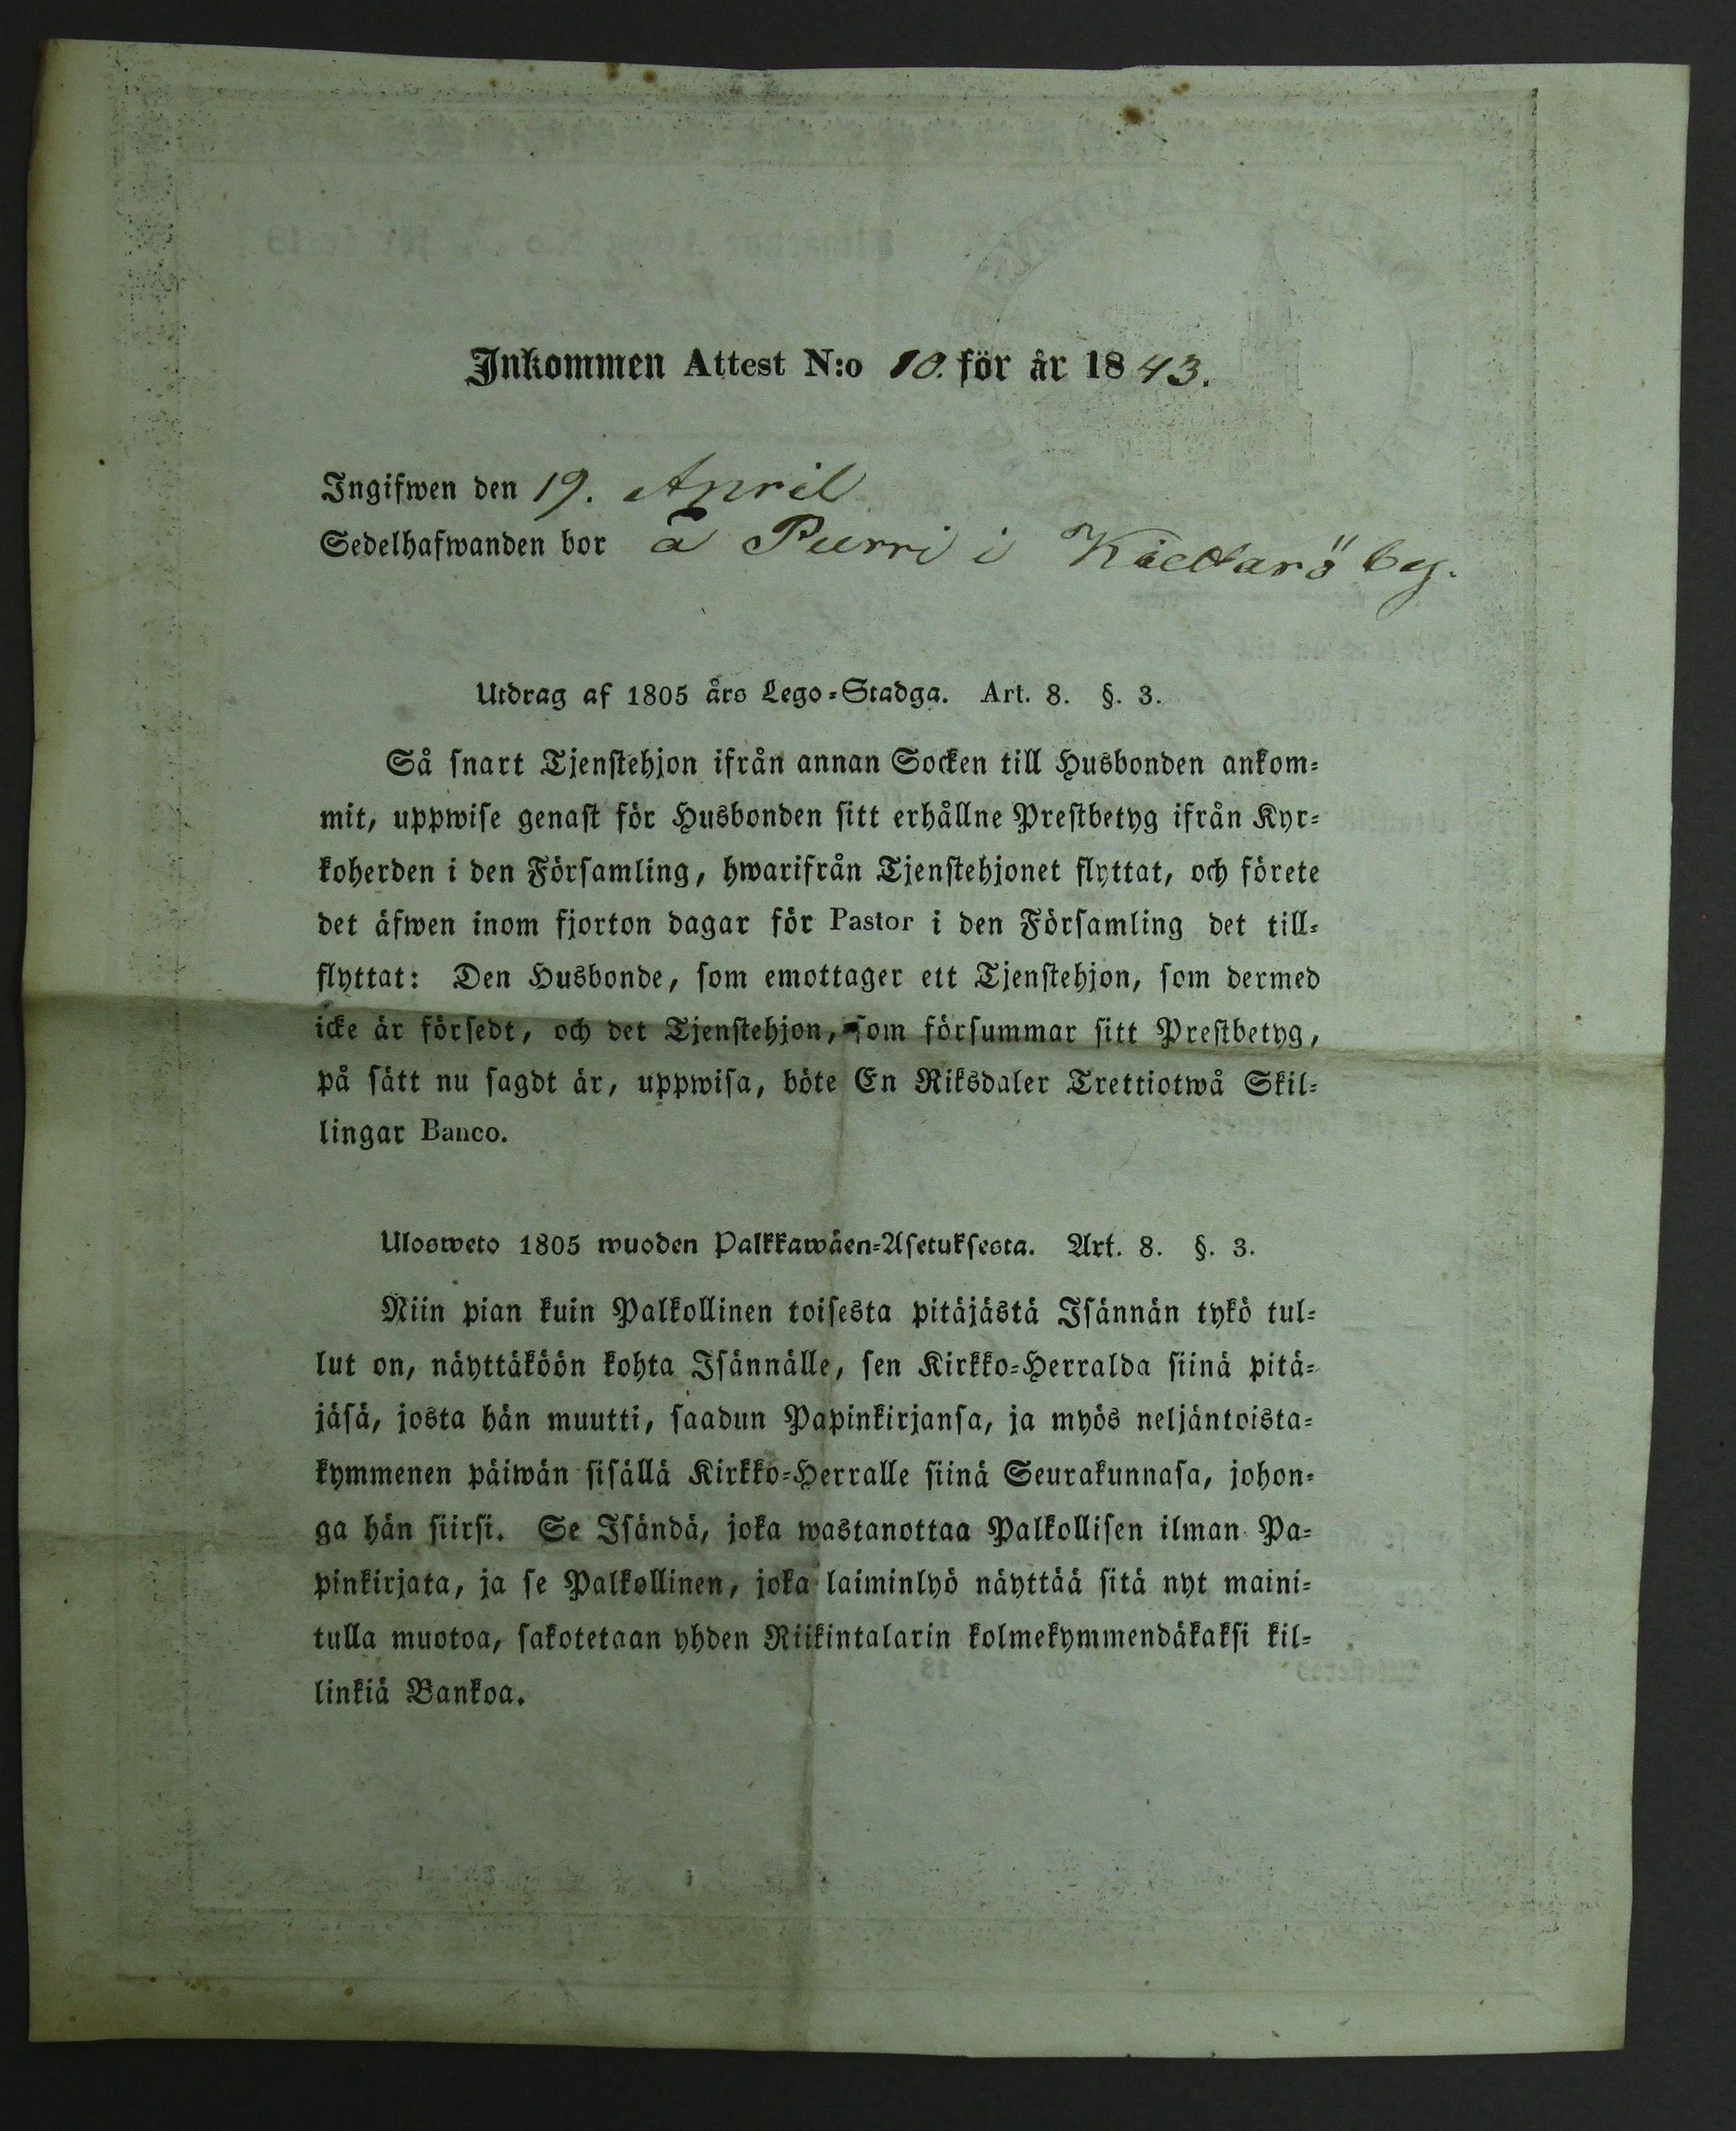 Inkommen Attest N:o 10. för år 1843.
Ingifwen den 19. April
Sedelhafwanden bor å Purri i by.
Utdrag af 1805 års Lego-Stadga. Art. 8. §. 3.
Så snart Tjenstehjon ifrån annan Socken till Husbonden ankom-
mit, uppwise genast för Husbonden sitt erhållne Prestbetyg ifrån Kyr-
koherden i den Församling, hwarifrån Tjenstehjonet flyttat, och förete
det äfwen inom fjorton dagar för Pastor i den Församling det till-
flyttat: Den Husbonde, som emottager ett Tjenstehjon, som dermed
icke är försedt, och det Tjenstehjon, som försummar sitt Prestbetyg,
på sätt nu sagdt är, uppwisa, böte En Riksdaler Trettiotwå Skil-
lingar Banco.
Ulosweto 1805 wuoden Palkkawäen-Asetuksesta. Art. 8. §. 3.
Niin pian kuin Palkollinen toisesta pitäjästä Isännän tykö tul-
lut on, näyttäköön kohta Isännälle, sen Kirkko-Herralda siinä pitä-
jäsä, josta hän muutti, saadun Papinkirjansa, ja myös neljäntoista-
kymmenen päiwän sisällä Kirkko-Herralle siinä Seurakunnasa, johon-
ga hän siirsi. Se Isändä, joka wastanottaa Palkollisen ilman Pa-
pinkirjata, ja se Palkollinen, joka laiminlyö näyttää sitä nyt maini-
tulla muotoa, sakotetaan yhden Riikintalarin kolmekymmendäkaksi kil-
linkiä Bankoa.